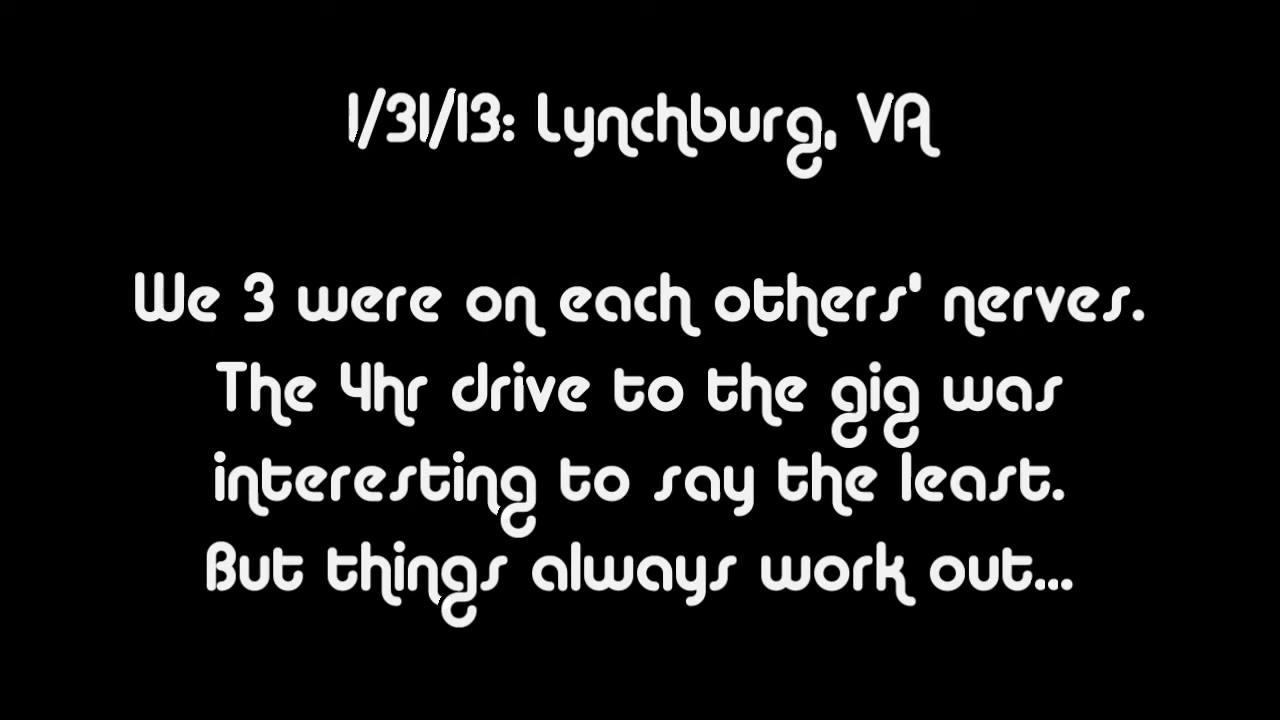 1/31/13: Lynchburg, VA
We 3 were on each others' nerves.
The 4hr drive to the gig was
interesting to say the least.
But things always work out...